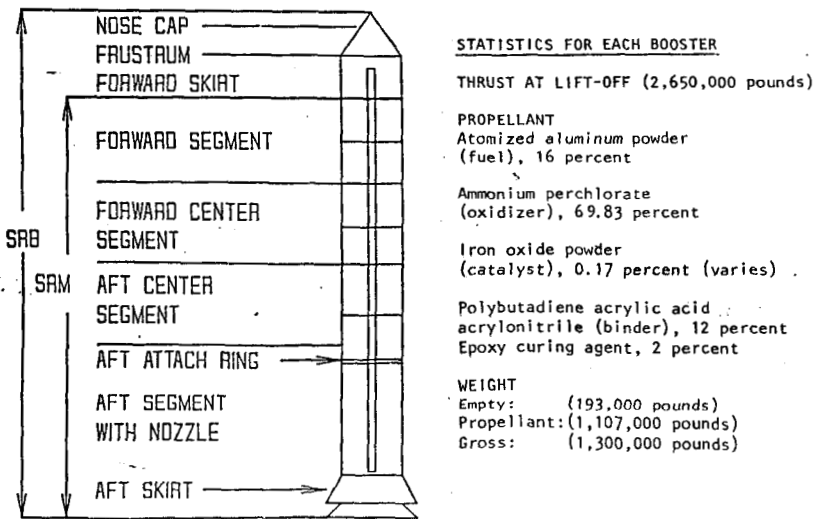 NOSE CAP
FRUSTRUM
FORWARD SKIRT
FORWARD SEGMENT
FORWARD CENTER
SEGMENT
SRB
SRM
AFT CENTER
SEGMENT
AFT ATTACH RING
AFT SEGMENT
WITH NOZZLE
AFT SKIRT
STATISTICS FOR EACH BOOSTER
THRUST AT LIFT-OFF (2,650,000 pounds)
PROPELLANT
Atomized aluminum powder
(fuel), 16 percent
Ammonium perchlorate
(oxidizer), 69.83 percent
Iron oxide powder
(catalyst), 0.17 percent (varies)
Polybutadiene acrylic acid
acrylonitrile (binder), 12 percent
Epoxy curing agent, 2 percent
WEIGHT
Empty: (193,000 pounds)
Propellant:(1,107,000 pounds)
Gross: (1,300,000 pounds)